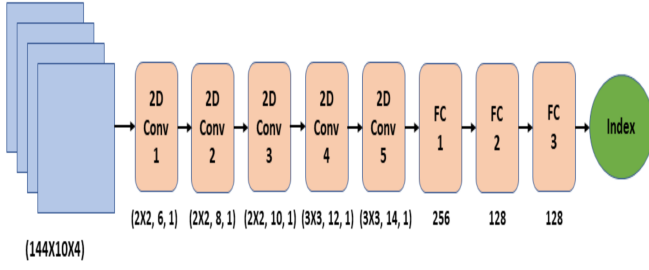 2D
Conv
1
2D
Conv
2
2D
Conv
3
2D
Conv
4
2D
Conv
5
FC
1
FC
2
FC
3
Index
(2X2, 6, 1)
(2X2, 8, 1)
(2X2, 10, 1)
(3X3, 12, 1)
(3X3, 14, 1)
256
128
128
(144X10X4)